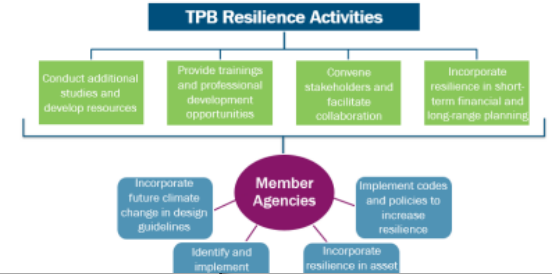 TPB Resilience Activities
Conduct additional
studies and
develop resources
Provide trainings
and professional
development
opportunities
Convene
stakeholders and
facilitate
collaboration
Incorporate
resilience in short-
term financial and
long-range planning
Member
Agencies
Incorporate
future climate
change in design
guidelines
Implement codes
and policies to
increase
resilience
Identify and
implement
Incorporate
resilience in asset